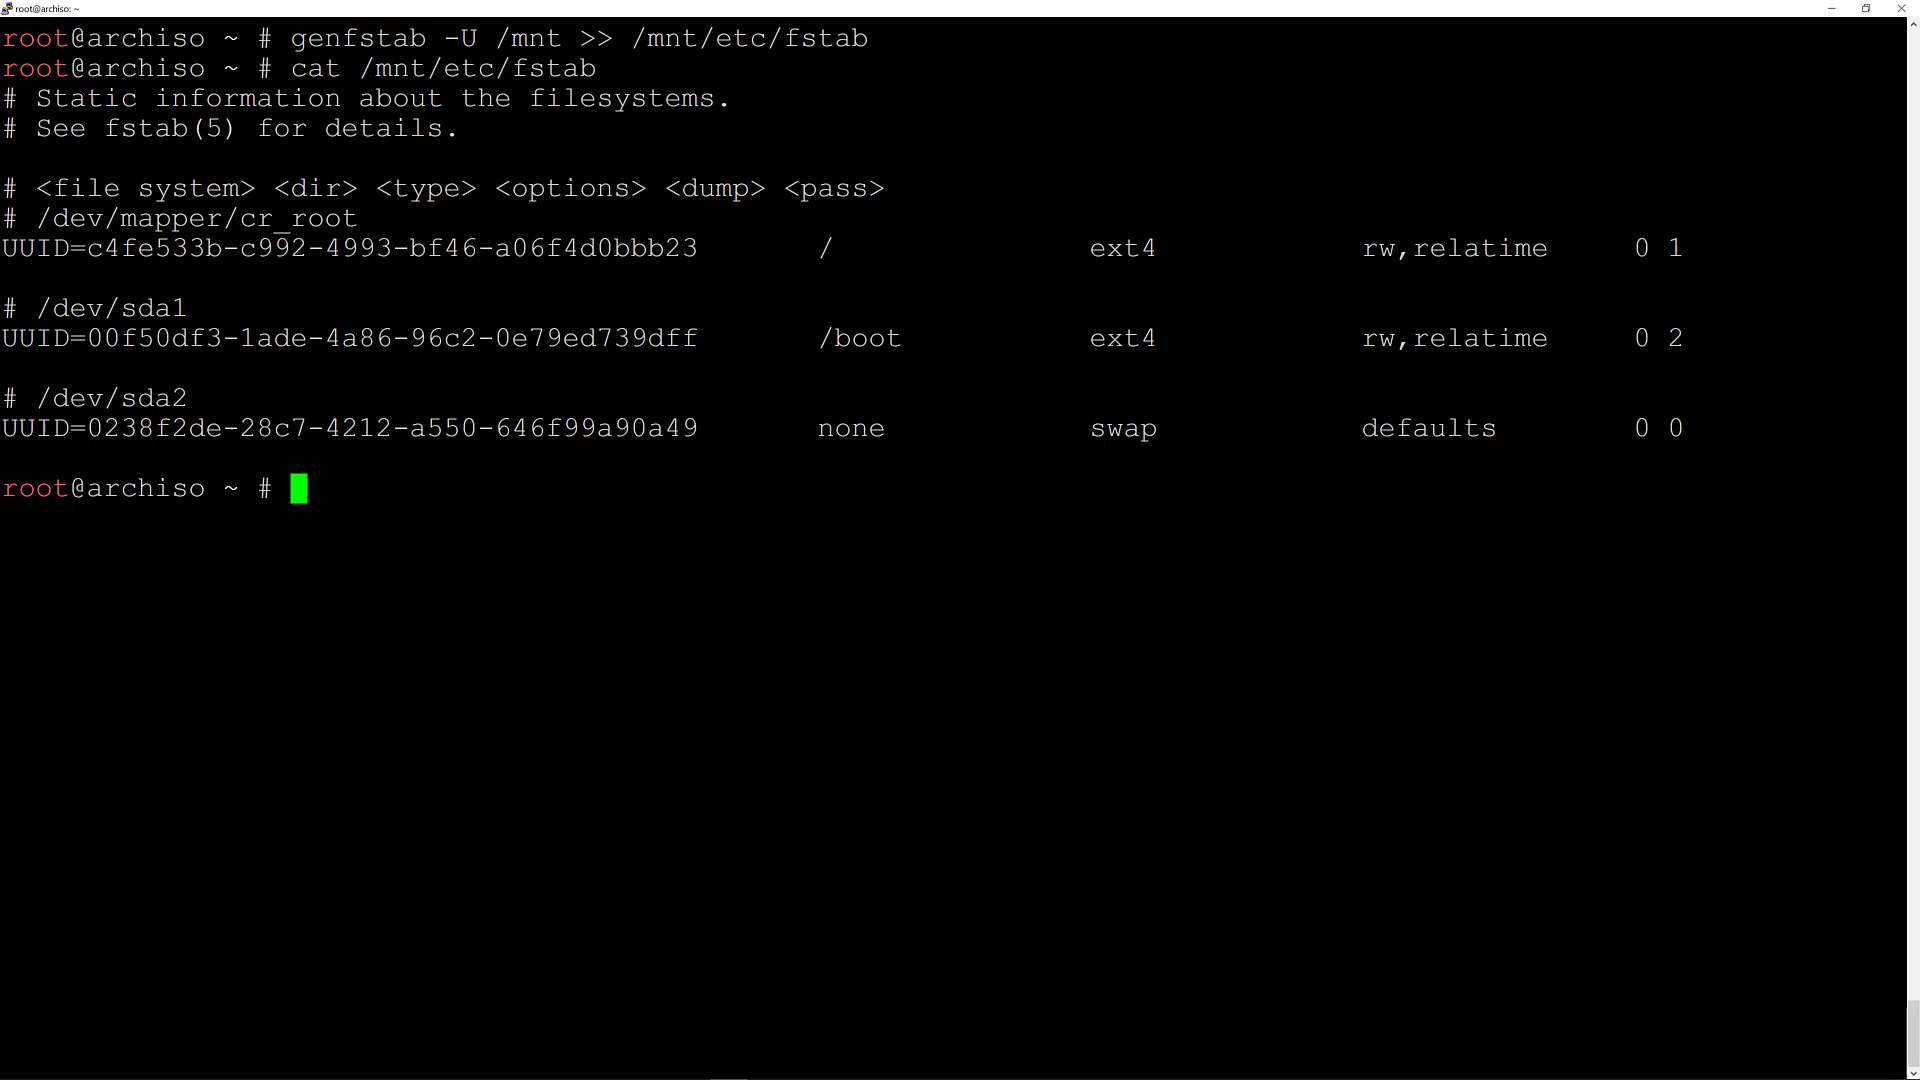 root@archiso: ~
root@archiso ~ # genfstab -U /mnt >> /mnt/etc/fstab
root@archiso ~ # cat /mnt/etc/fstab
# Static information about the filesystems.
# See fstab(5) for details.
# <file system> <dir> <type> <options> <dump> <pass>
# /dev/mapper/cr_root
UUID=c4fe533b-c992-4993-bf46-a06f4d0bbb23 / ext4 rw,relatime 0 1
# /dev/sda1
UUID=00f50df3-1ade-4a86-96c2-0e79ed739dff /boot ext4 rw,relatime 0 2
# /dev/sda2
UUID=0238f2de-28c7-4212-a550-646f99a90a49 none swap defaults 0 0
root@archiso ~ #